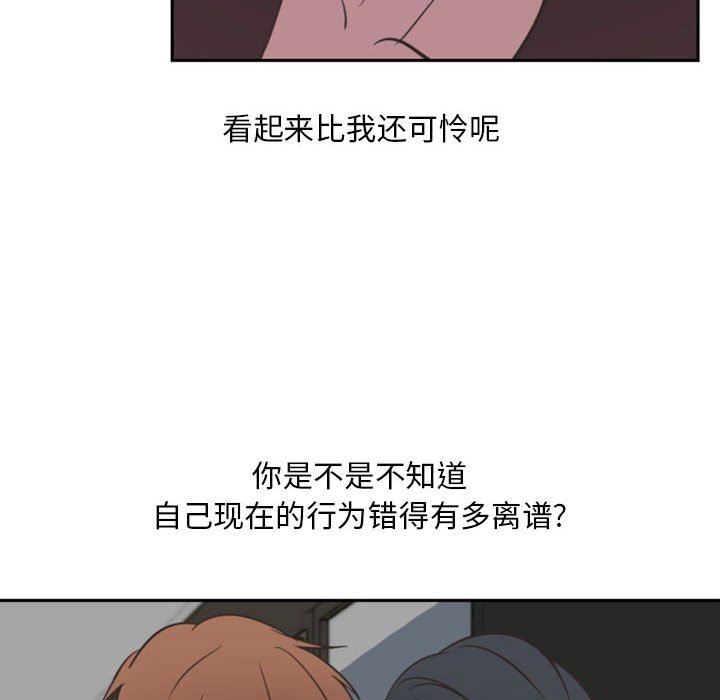 看起来比我还可怜呢
你是不是不知道
自己现在的行为错得有多离谱?